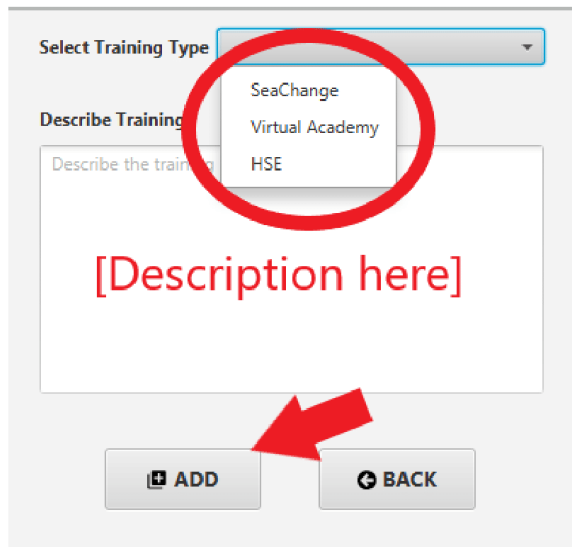 Select Training Type
SeaChange
Virtual Academy
HSE
Describe Training
Describe the training
[Description here]
ADD
BACK